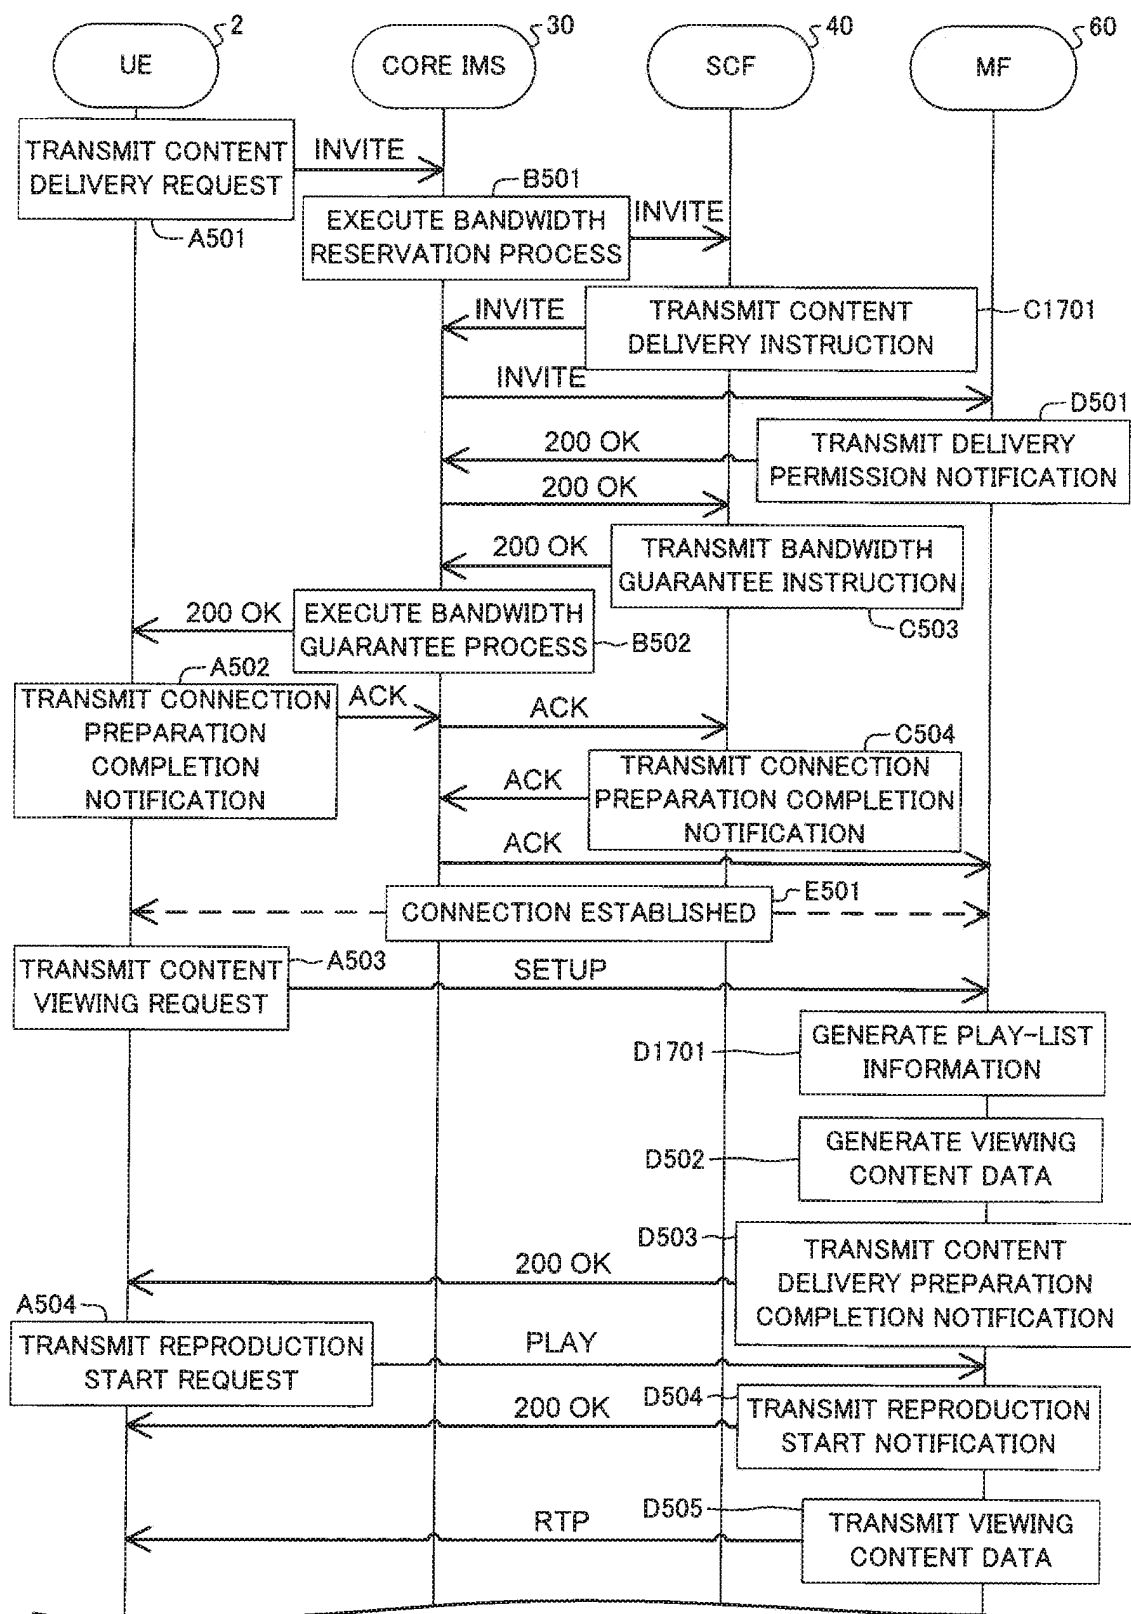 2
30
40
60
UE
CORE IMS
SCF
MF
TRANSMIT CONTENT
DELIVERY REQUEST
INVITE
A501
B501
EXECUTE BANDWIDTH
RESERVATION PROCESS
INVITE
INVITE
TRANSMIT CONTENT
DELIVERY INSTRUCTION
C1701
INVITE
D501
200 OK
TRANSMIT DELIVERY
PERMISSION NOTIFICATION
200 OK
200 OK
TRANSMIT BANDWIDTH
GUARANTEE INSTRUCTION
C503
200 OK
EXECUTE BANDWIDTH
GUARANTEE PROCESS
B502
A502
TRANSMIT CONNECTION
PREPARATION
COMPLETION
NOTIFICATION
ACK
ACK
C504
ACK
TRANSMIT CONNECTION
PREPARATION COMPLETION
NOTIFICATION
ACK
E501
CONNECTION ESTABLISHED
A503
TRANSMIT CONTENT
VIEWING REQUEST
SETUP
D1701
GENERATE PLAY-LIST
INFORMATION
D502
GENERATE VIEWING
CONTENT DATA
D503
200 OK
TRANSMIT CONTENT
DELIVERY PREPARATION
COMPLETION NOTIFICATION
A504
TRANSMIT REPRODUCTION
START REQUEST
PLAY
D504
200 OK
TRANSMIT REPRODUCTION
START NOTIFICATION
D505
RTP
TRANSMIT VIEWING
CONTENT DATA